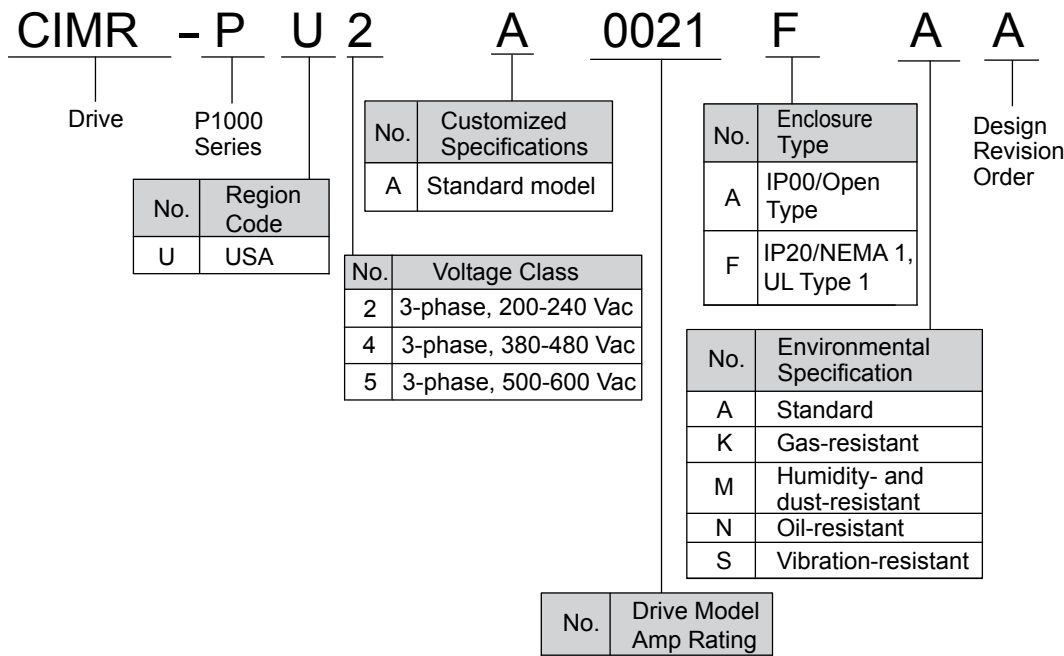 CIMR - P U 2 A 0021 F A A
Drive
P1000
Series
No. Region
Code
U USA
No. Customized
Specifications
A Standard model
No. Voltage Class
2 3-phase, 200-240 Vac
4 3-phase, 380-480 Vac
5 3-phase, 500-600 Vac
No. Enclosure
Type
A IP00/Open
Type
F IP20/NEMA 1,
UL Type 1
Design
Revision
Order
No. Environmental
Specification
A Standard
K Gas-resistant
M Humidity- and
dust-resistant
N Oil-resistant
S Vibration-resistant
No. Drive Model
Amp Rating